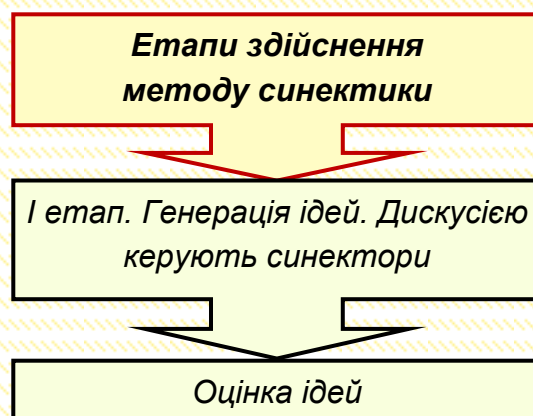 Етапи здійснення
методу синектики
І етап. Генерація ідей. Дискусією
керують синектори
Оцінка ідей